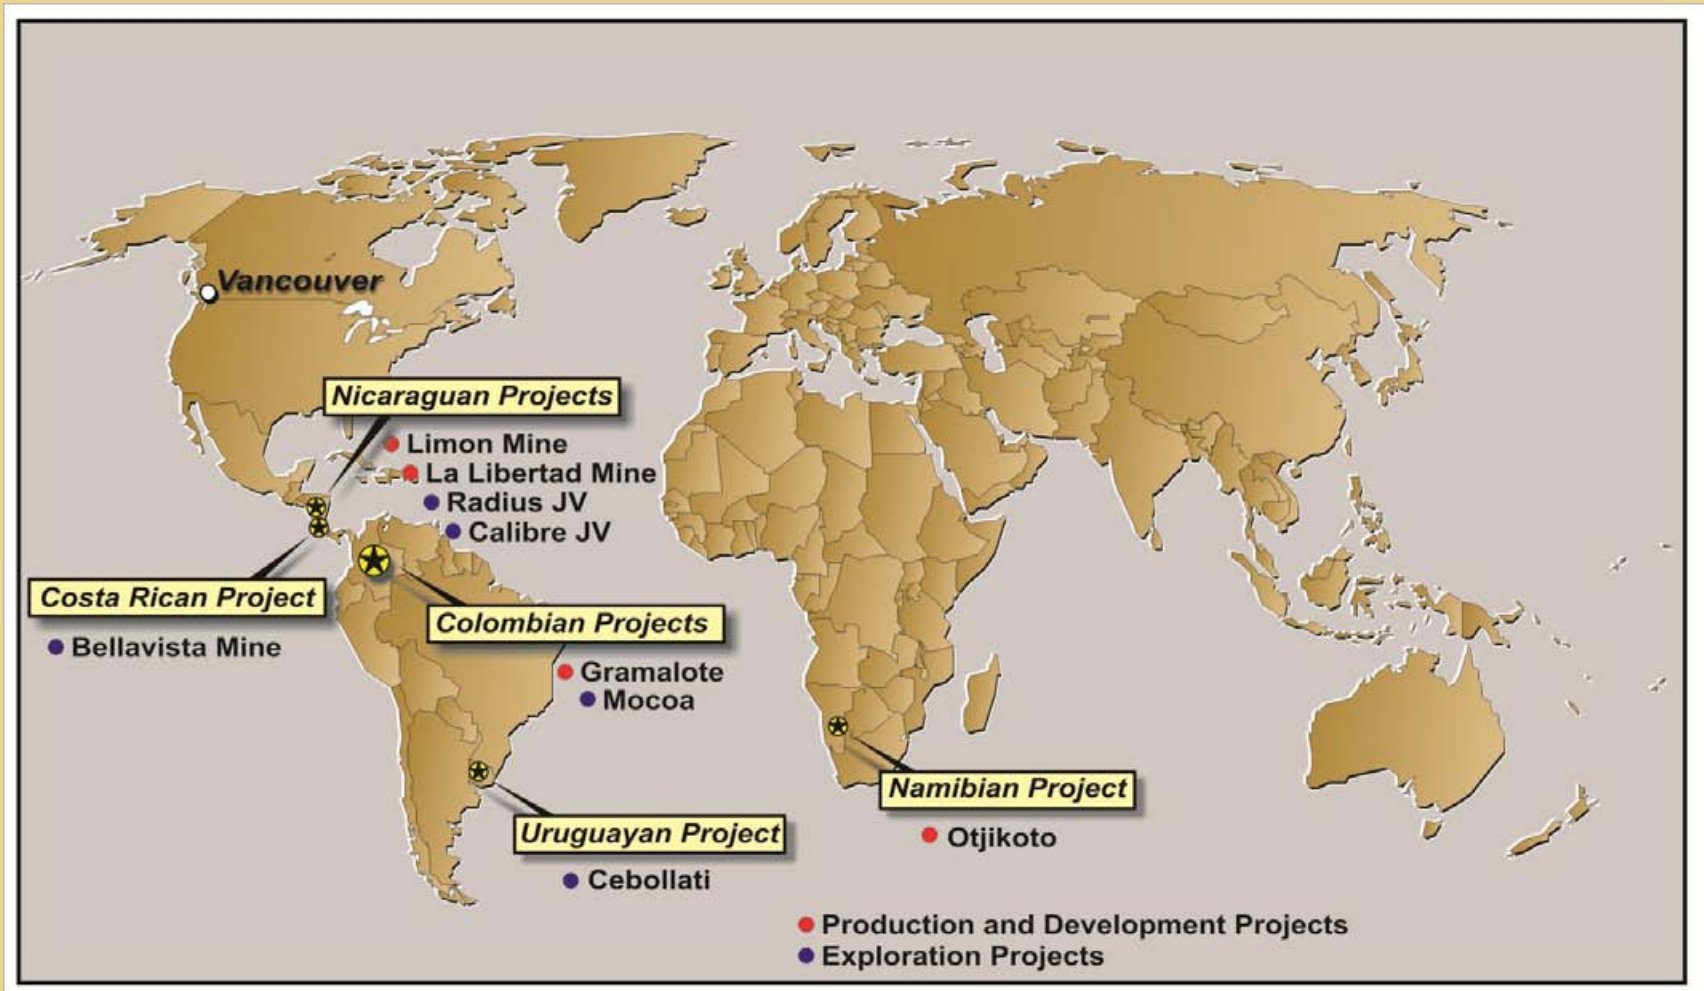 Vancouver
Nicaraguan Projects
Limon Mine
La Libertad Mine
Radius JV
Calibre JV
Costa Rican Project
Bellavista Mine
Colombian Projects
Gramalote
Mocoa
Namibian Project
Otjikoto
Uruguayan Project
Cebollati
Production and Development Projects
Exploration Projects